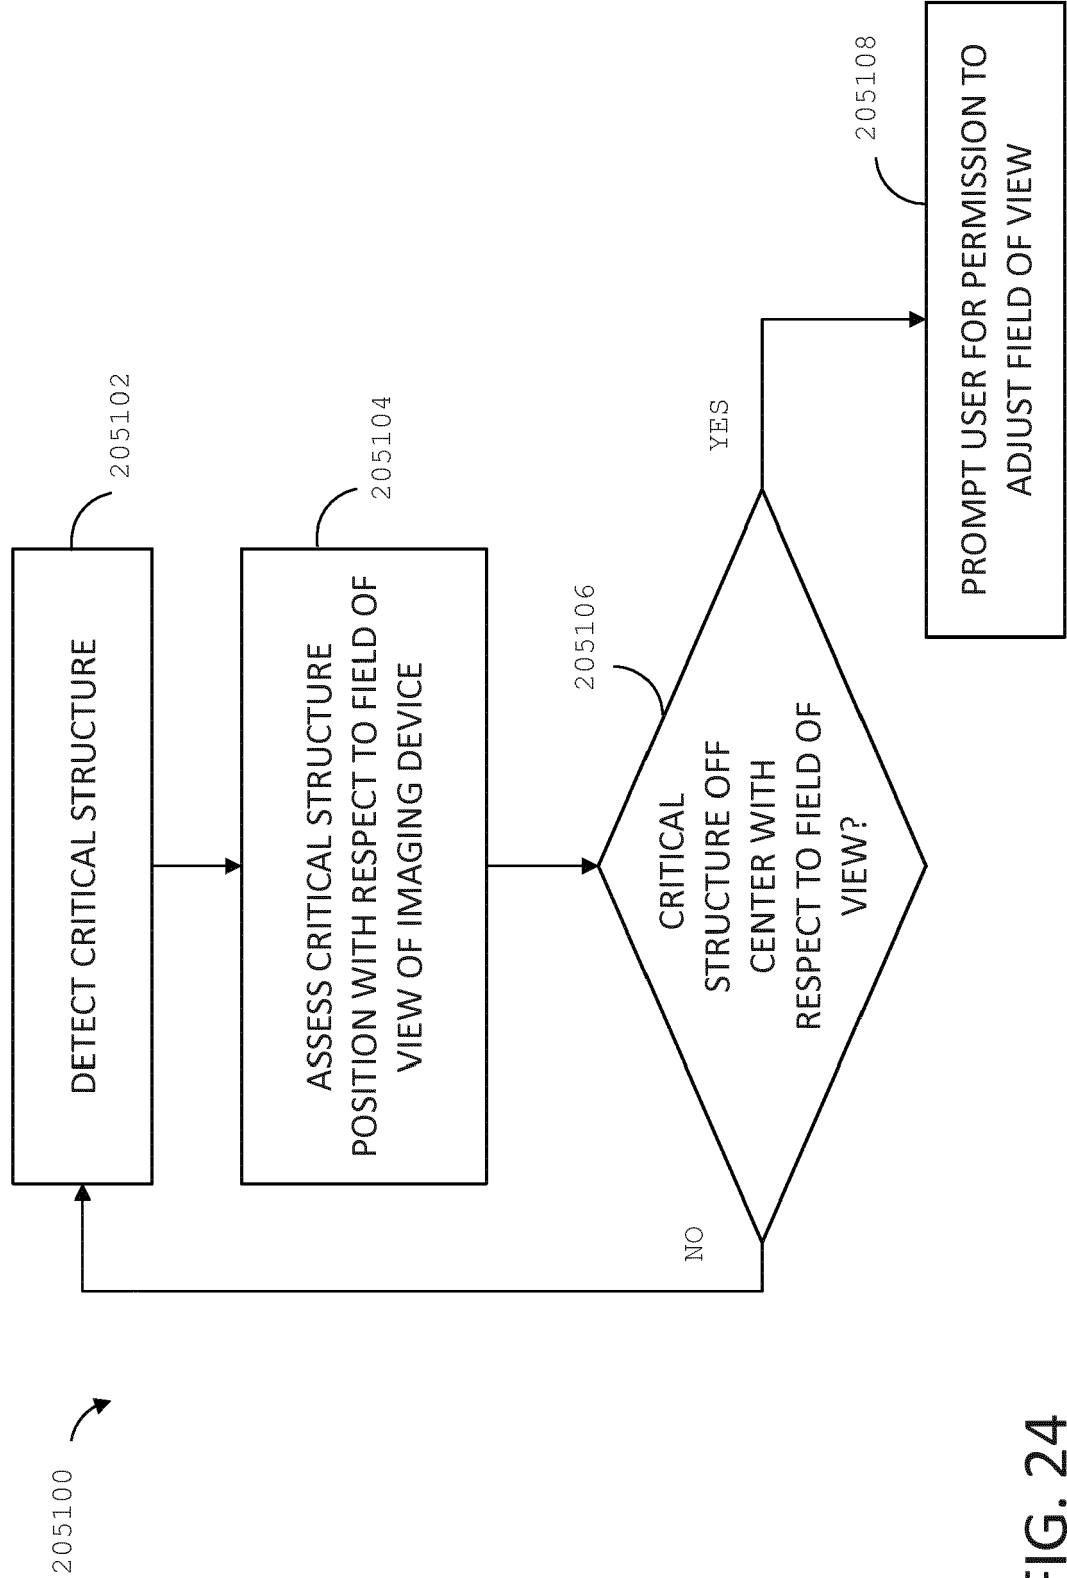 205100
DETECT CRITICAL STRUCTURE
205102
ASSESS CRITICAL STRUCTURE
POSITION WITH RESPECT TO FIELD OF
VIEW OF IMAGING DEVICE
205104
CRITICAL
STRUCTURE OFF
CENTER WITH
RESPECT TO FIELD OF
VIEW?
205106
NO
YES
PROMPT USER FOR PERMISSION TO
ADJUST FIELD OF VIEW
205108
FIG. 24